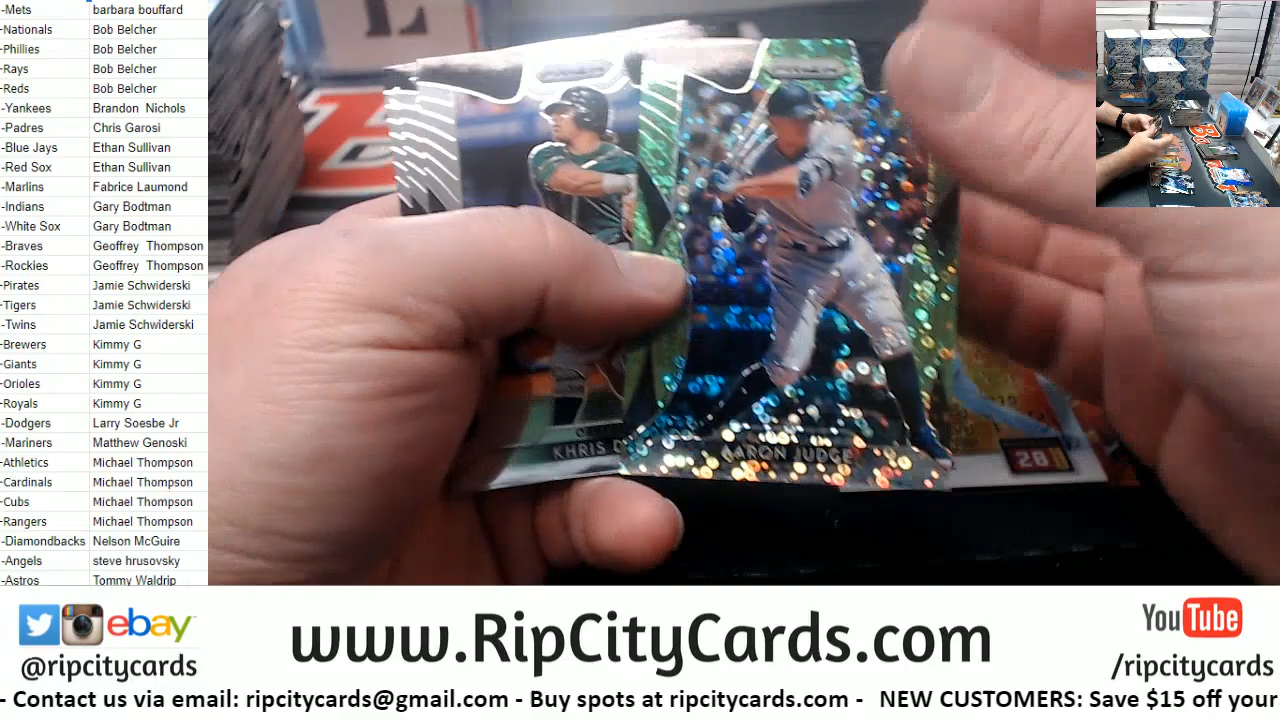 -Mets barbara bouffard
-Nationals Bob Belcher
-Phillies Bob Belcher
-Rays Bob Belcher
-Reds Bob Belcher
-Yankees Brandon Nichols
-Padres Chris Garosi
-Blue Jays Ethan Sullivan
-Red Sox Ethan Sullivan
-Marlins Fabrice Laumond
-Indians Gary Bodtman
-White Sox Gary Bodtman
-Braves Geoffrey Thompson
-Rockies Geoffrey Thompson
-Pirates Jamie Schwiderski
-Tigers Jamie Schwiderski
-Twins Jamie Schwiderski
-Brewers Kimmy G
-Giants Kimmy G
-Orioles Kimmy G
-Royals Kimmy G
-Dodgers Larry Soesbe Jr
-Mariners Matthew Genoski
-Athletics Michael Thompson
-Cardinals Michael Thompson
-Cubs Michael Thompson
-Rangers Michael Thompson
-Diamondbacks Nelson McGuire
-Angels steve hrusovsky
-Astros Tommy Waldrip
KHRIS D
AARON JUDGE
28
ebay
@ripcitycards
www.RipCityCards.com
YouTube
/ripcitycards
- Contact us via email: ripcitycards@gmail.com - Buy spots at ripcitycards.com - NEW CUSTOMERS: Save $15 off your